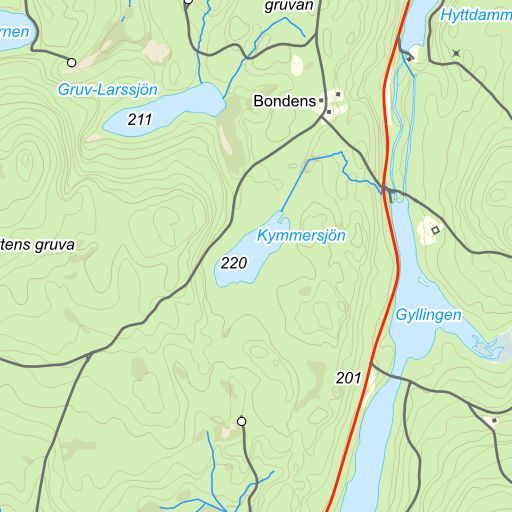 gruvan
Hyttdamm
rnen
Gruv-Larssjön
Bondens
211
Kymmersjön
tens gruva
220
Gyllingen
201